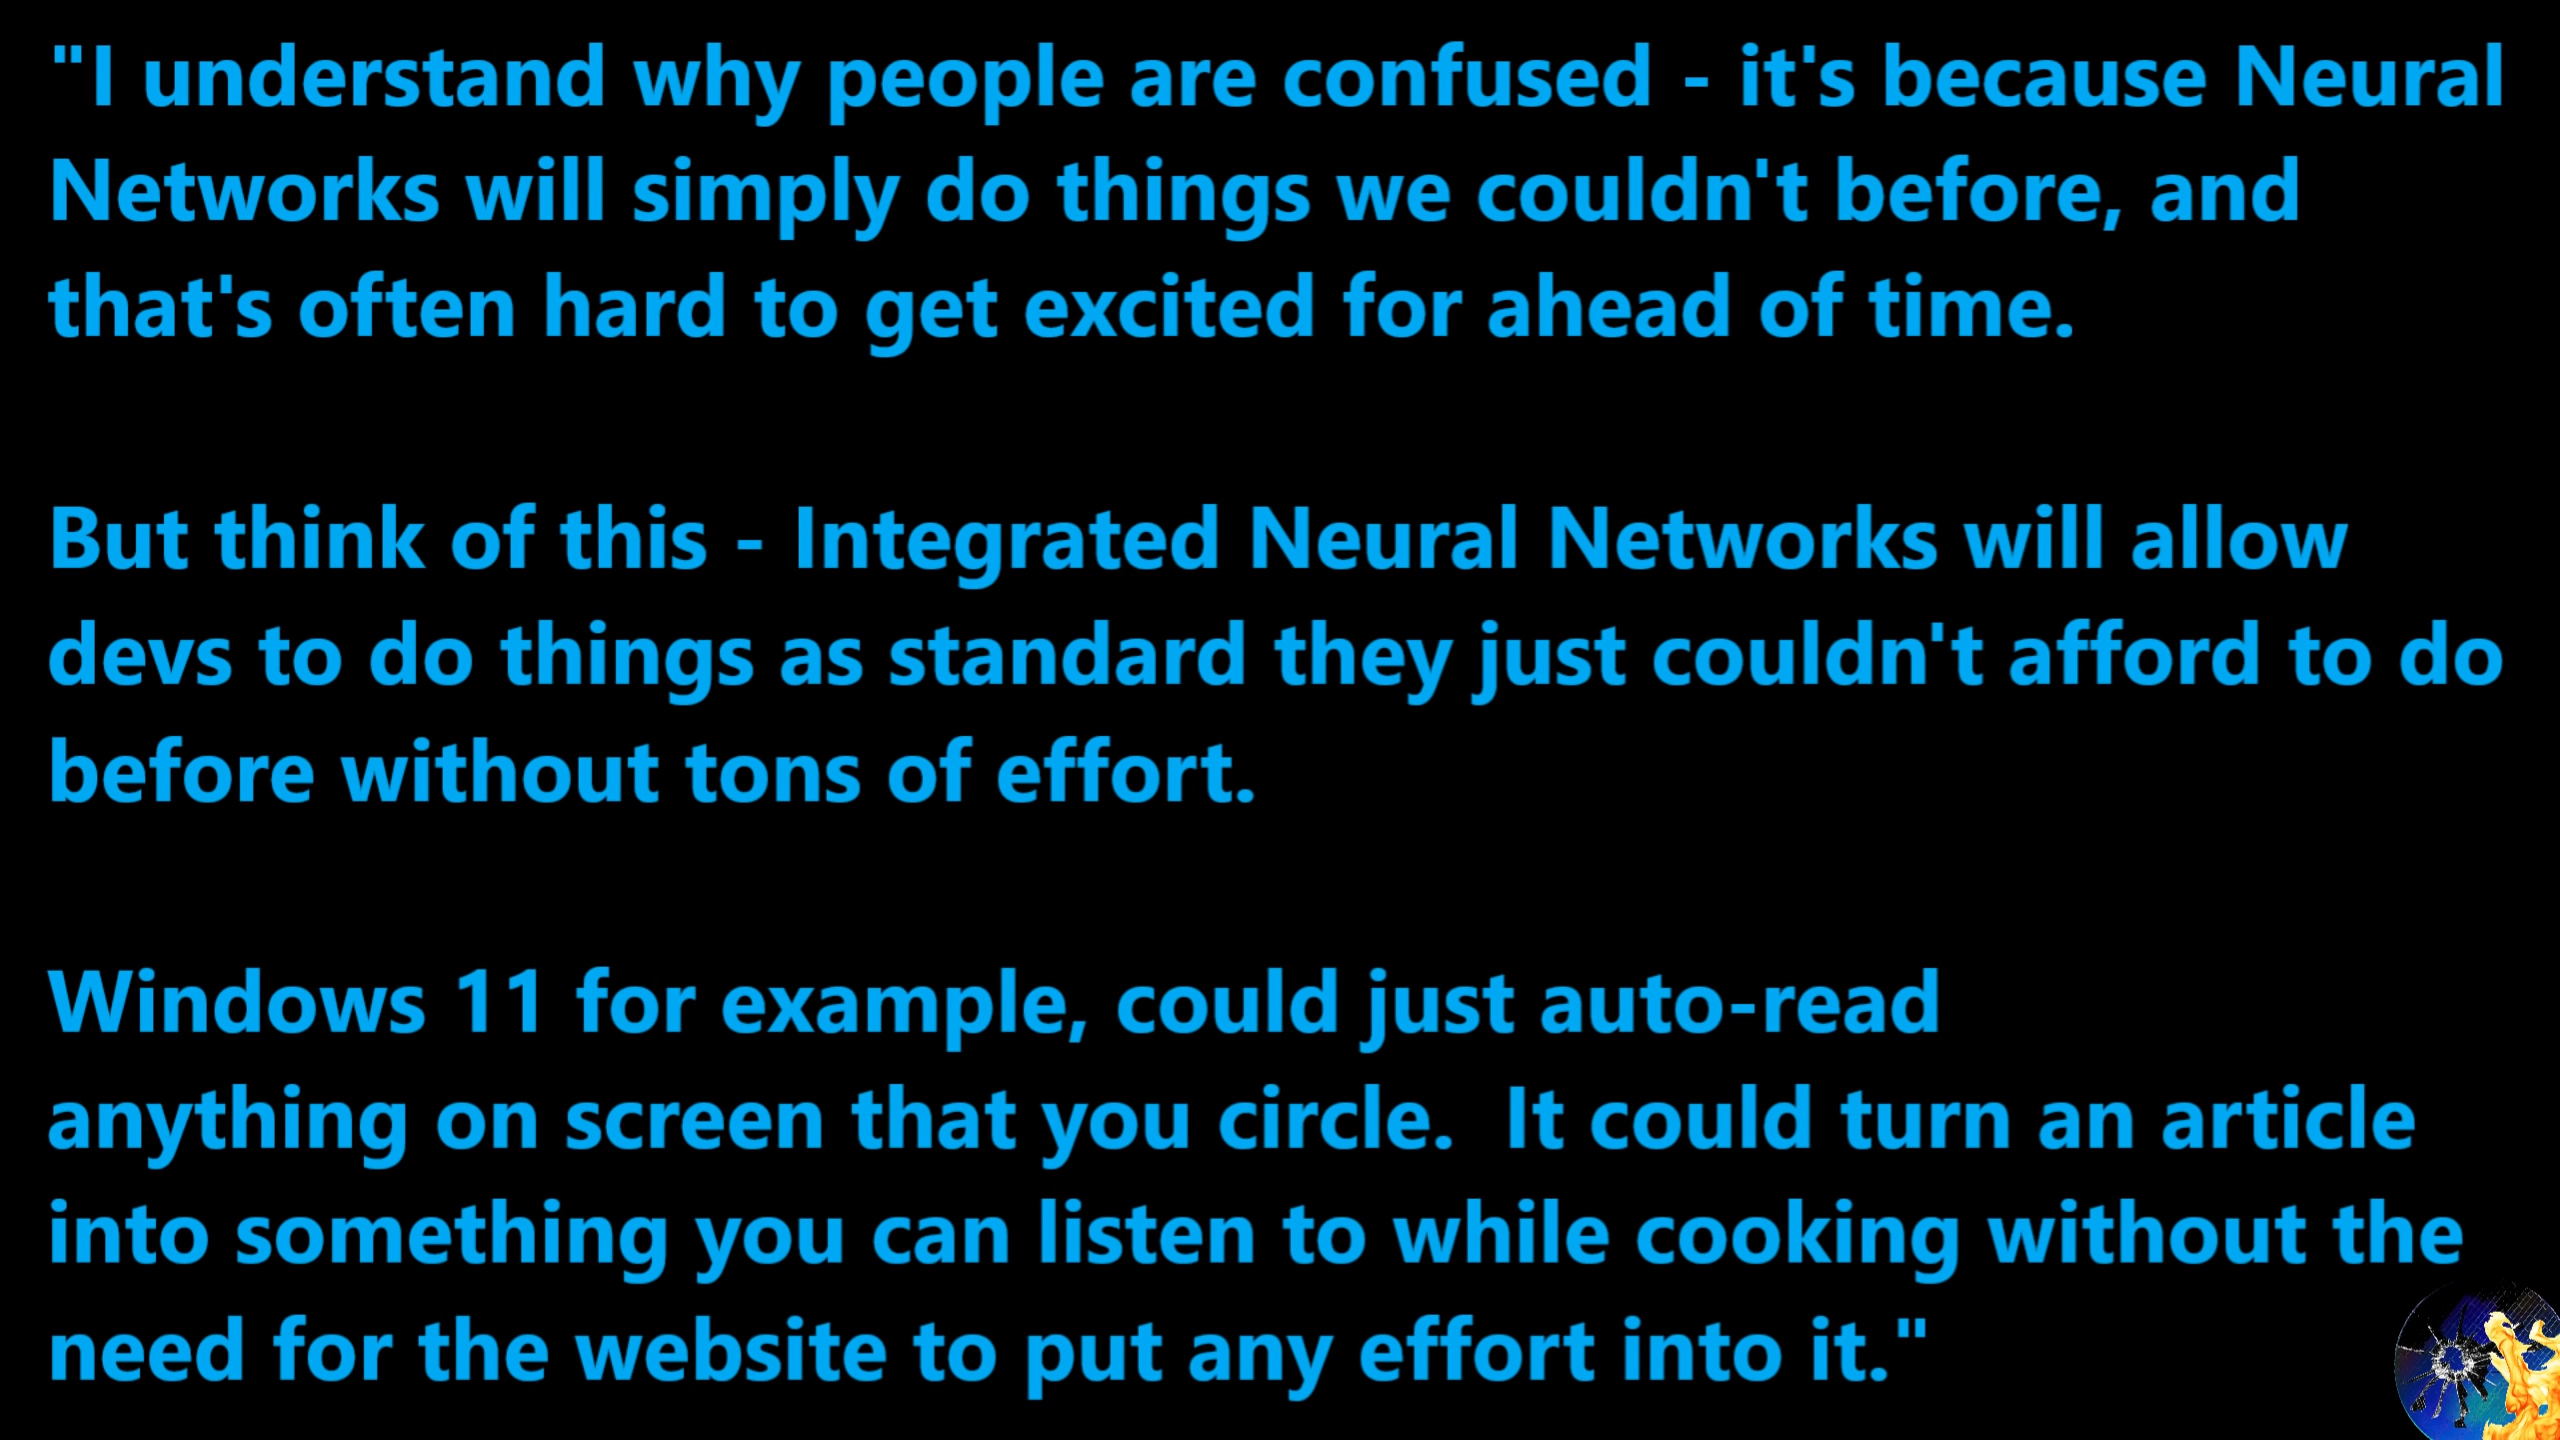 "I understand why people are confused - it's because Neural
Networks will simply do things we couldn't before, and
that's often hard to get excited for ahead of time.
But think of this - Integrated Neural Networks will allow
devs to do things as standard they just couldn't afford to do
before without tons of effort.
Windows 11 for example, could just auto-read
anything on screen that you circle.  It could turn an article
into something you can listen to while cooking without the
need for the website to put any effort into it."